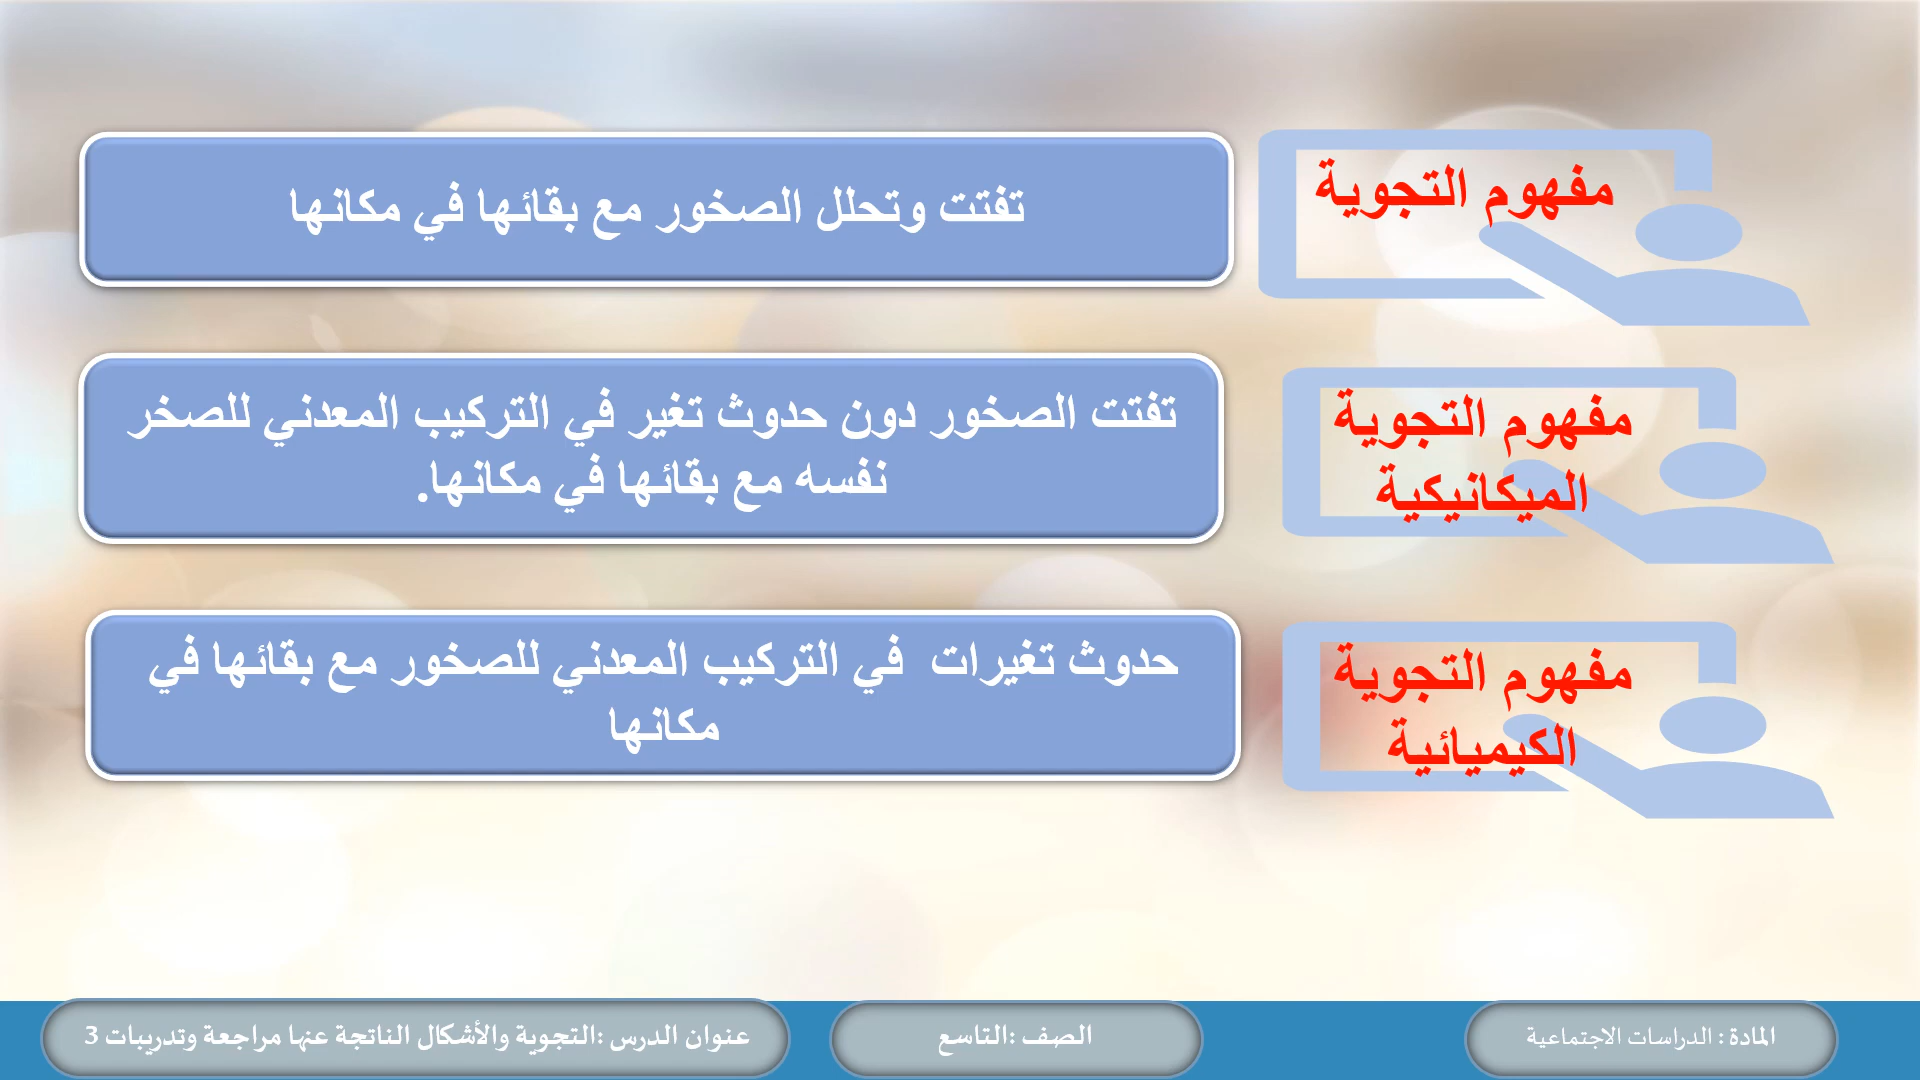 مفهوم التجوية
تفتت وتحلل الصخور مع بقائها في مكانها
مفهوم التجوية
الميكانيكية
تفتت الصخور دون حدوث تغير في التركيب المعدني للصخر
نفسه مع بقائها في مكانها.
مفهوم التجوية
الكيميائية
حدوث تغيرات في التركيب المعدني للصخور مع بقائها في
مكانها
المادة : الدراسات الاجتماعية
الصف :التاسع
عنوان الدرس :التجوية والأشكال الناتجة عنها مراجعة وتدريبات 3